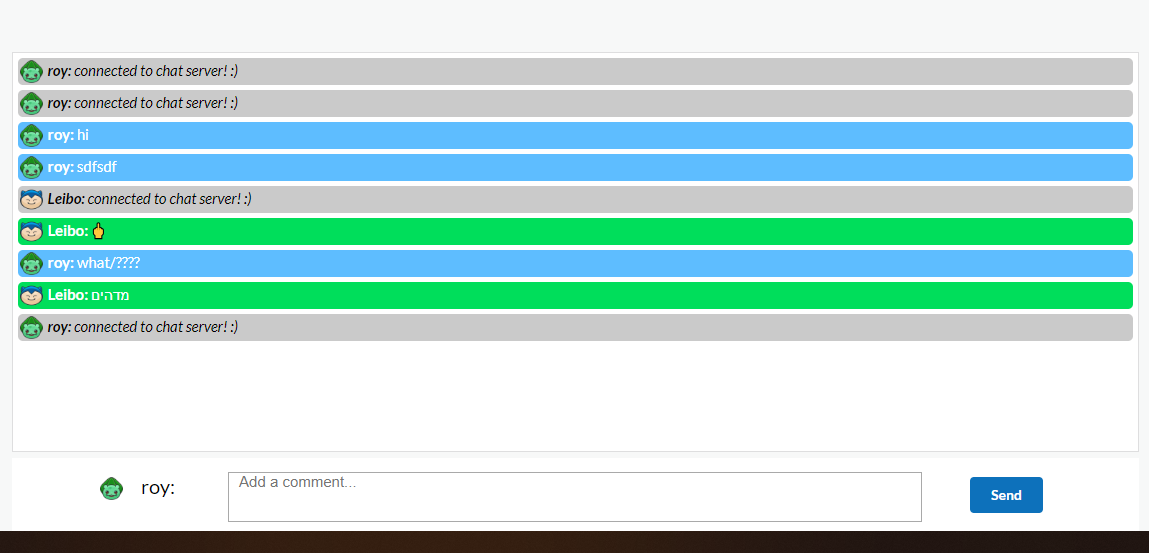 roy: connected to chat server! :)
roy: connected to chat server! :)
roy: hi
roy: sdfsdf
Leibo: connected to chat server! :)
Leibo: 🖕
roy: what/????
Leibo: מדהים
roy: connected to chat server! :)
roy: Add a comment... Send